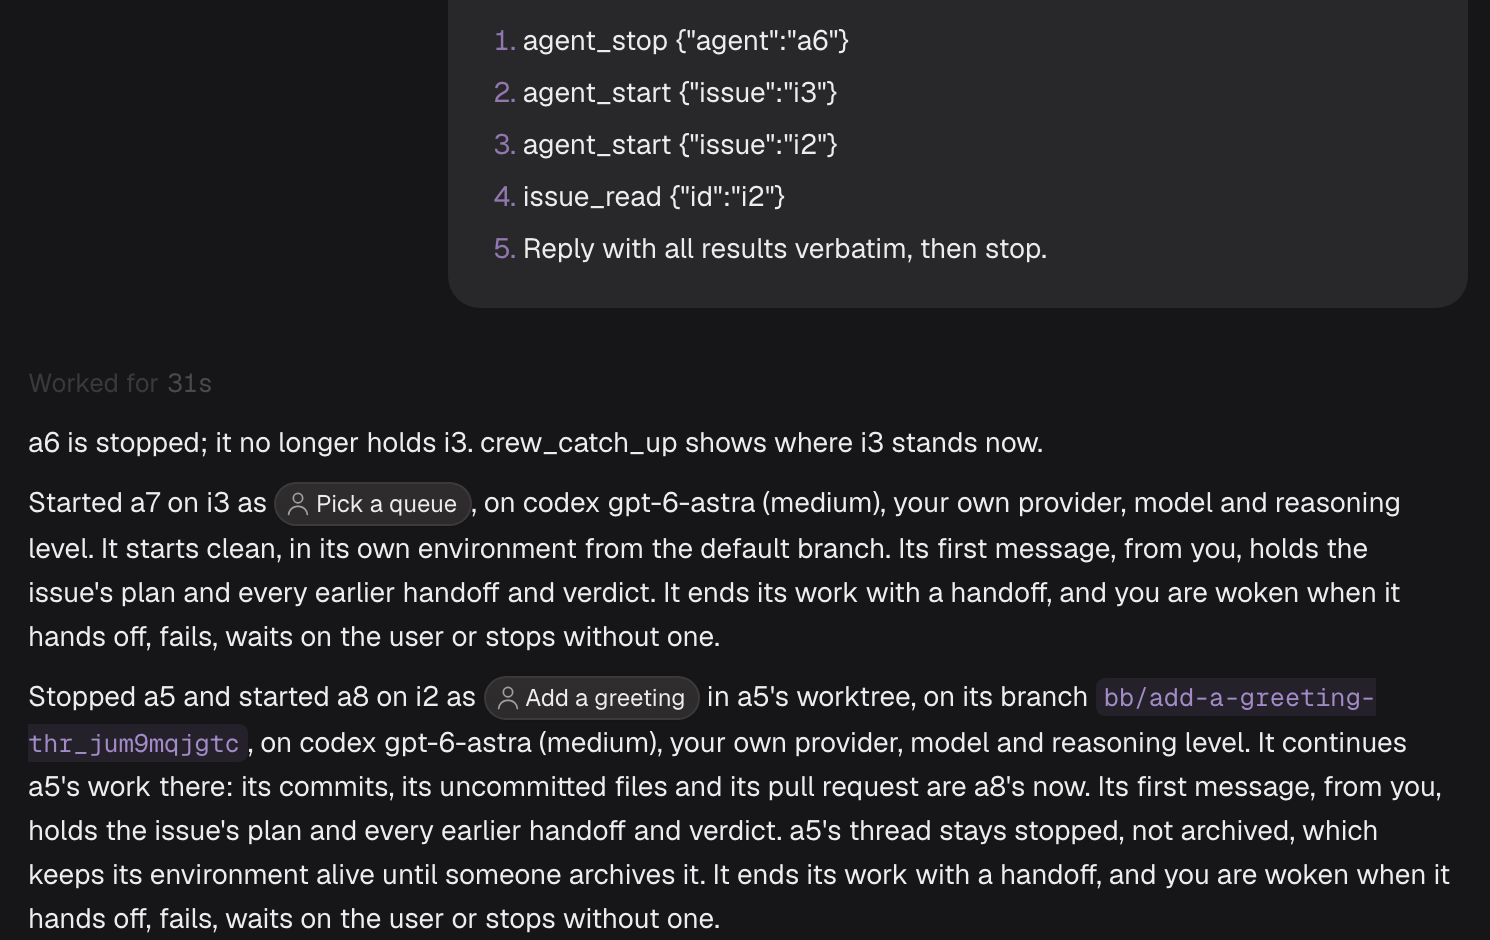 1. agent_stop {"agent":"a6"}
2. agent_start {"issue":"i3"}
3. agent_start {"issue":"i2"}
4. issue_read {"id":"i2"}
5. Reply with all results verbatim, then stop.
Worked for 31s
a6 is stopped; it no longer holds i3. crew_catch_up shows where i3 stands now.
Started a7 on i3 as Pick a queue, on codex gpt-6-astra (medium), your own provider, model and reasoning
level. It starts clean, in its own environment from the default branch. Its first message, from you, holds the
issue's plan and every earlier handoff and verdict. It ends its work with a handoff, and you are woken when it
hands off, fails, waits on the user or stops without one.
Stopped a5 and started a8 on i2 as Add a greeting in a5's worktree, on its branch bb/add-a-greeting-
thr_jum9mqjgtc, on codex gpt-6-astra (medium), your own provider, model and reasoning level. It continues
a5's work there: its commits, its uncommitted files and its pull request are a8's now. Its first message, from you,
holds the issue's plan and every earlier handoff and verdict. a5's thread stays stopped, not archived, which
keeps its environment alive until someone archives it. It ends its work with a handoff, and you are woken when it
hands off, fails, waits on the user or stops without one.